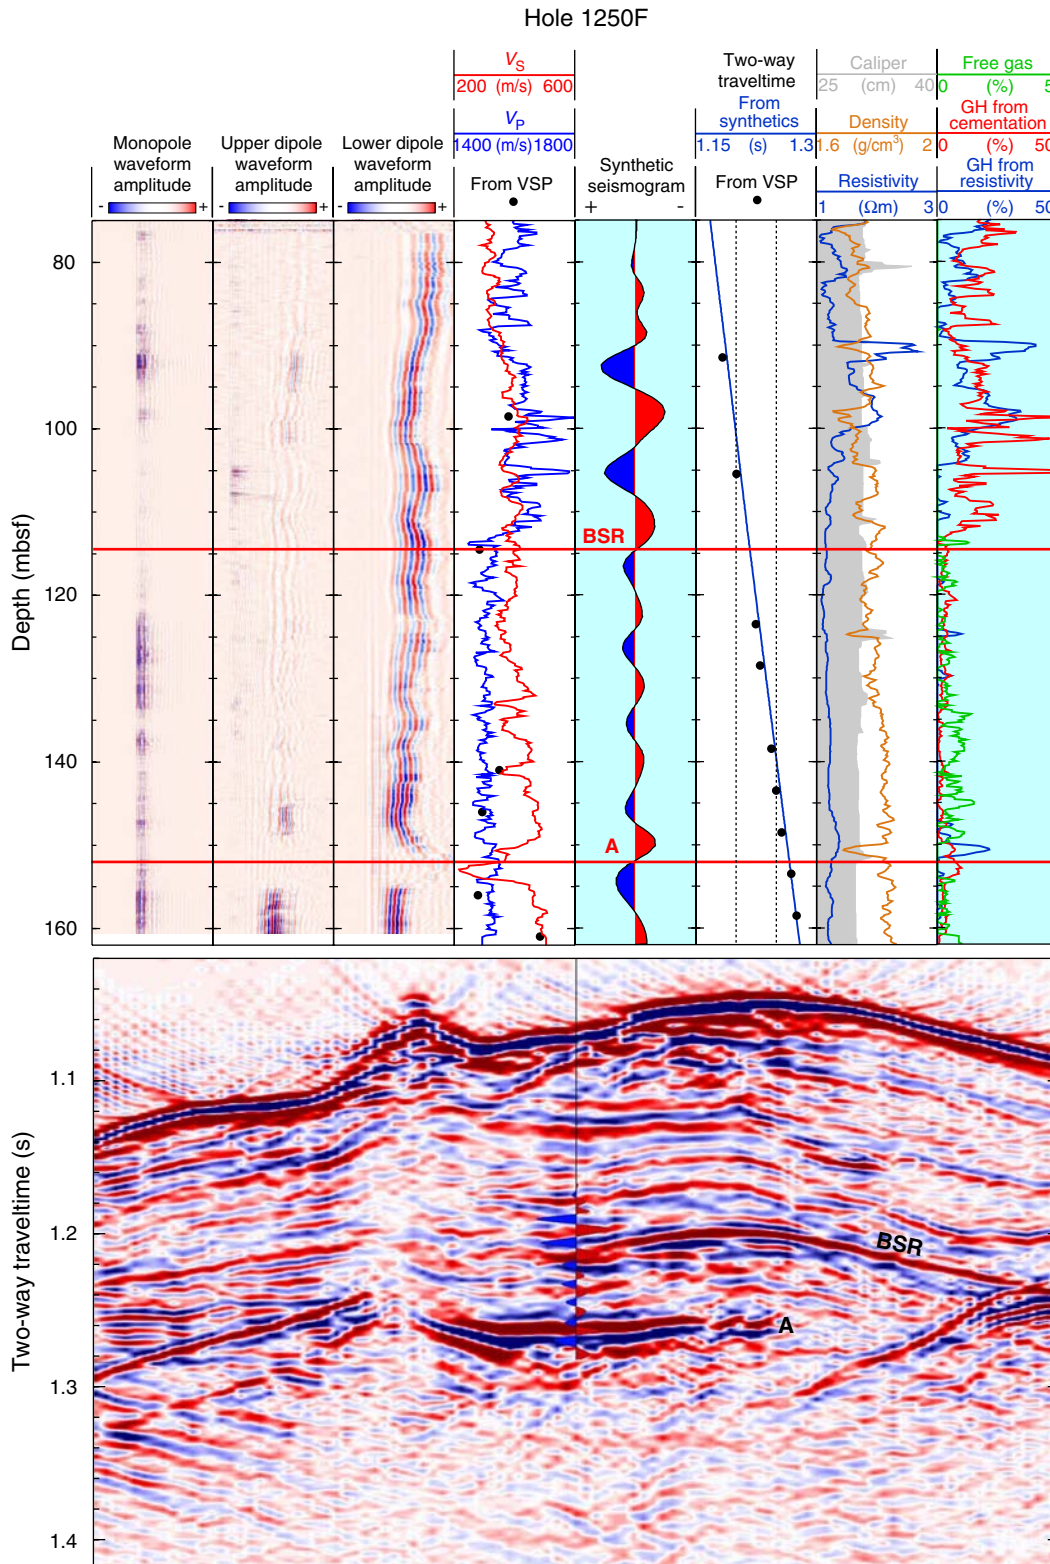 Hole 1250F
Monopole
waveform
amplitude
- +
Upper dipole
waveform
amplitude
- +
Lower dipole
waveform
amplitude
- +
VS
200 (m/s) 600
VP
1400 (m/s) 1800
From VSP
Synthetic
seismogram
+ -
Two-way
traveltime
From
synthetics
1.15 (s) 1.3
From VSP
Caliper
25 (cm) 40
Density
1.6 (g/cm3) 2
Resistivity
1 (Ωm) 3
Free gas
0 (%) 5
GH from
cementation
0 (%) 50
GH from
resistivity
0 (%) 50
Depth (mbsf)
80
100
120
140
160
BSR
A
Two-way traveltime (s)
1.1
1.2
1.3
1.4
BSR
A